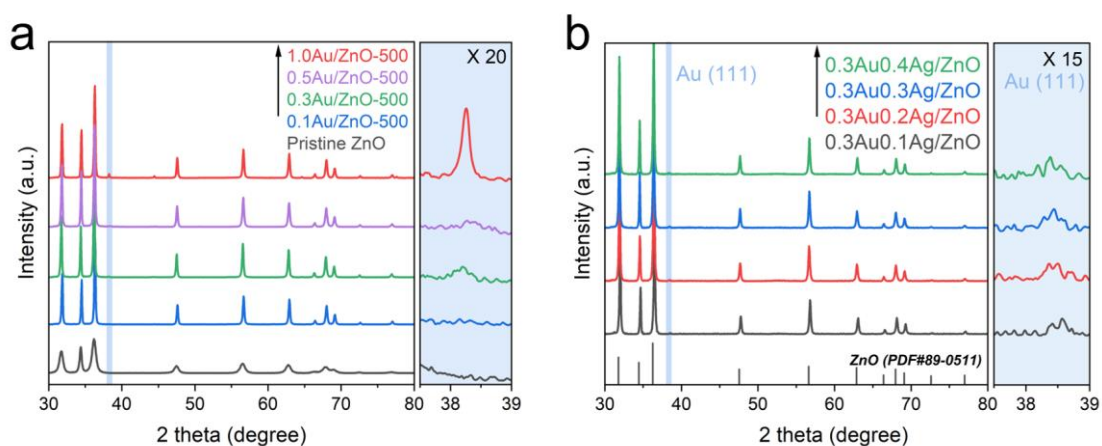 a
1.0Au/ZnO-500
0.5Au/ZnO-500
0.3Au/ZnO-500
0.1Au/ZnO-500
Pristine ZnO
X 20
Intensity (a.u.)
30 40 50 60 70 80 38 39
2 theta (degree)
b
Au (111)
0.3Au0.4Ag/ZnO
0.3Au0.3Ag/ZnO
0.3Au0.2Ag/ZnO
0.3Au0.1Ag/ZnO
X 15
Au (111)
Intensity (a.u.)
ZnO (PDF#89-0511)
30 40 50 60 70 80 38 39
2 theta (degree)